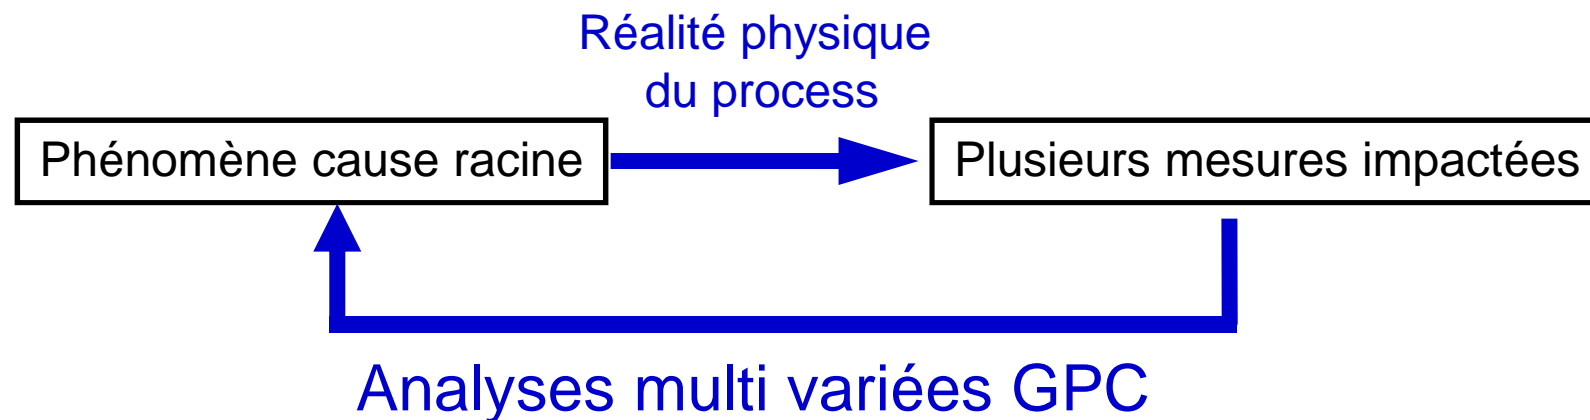 Réalité physique
du process
Phénomène cause racine
Plusieurs mesures impactées
Analyses multi variées GPC